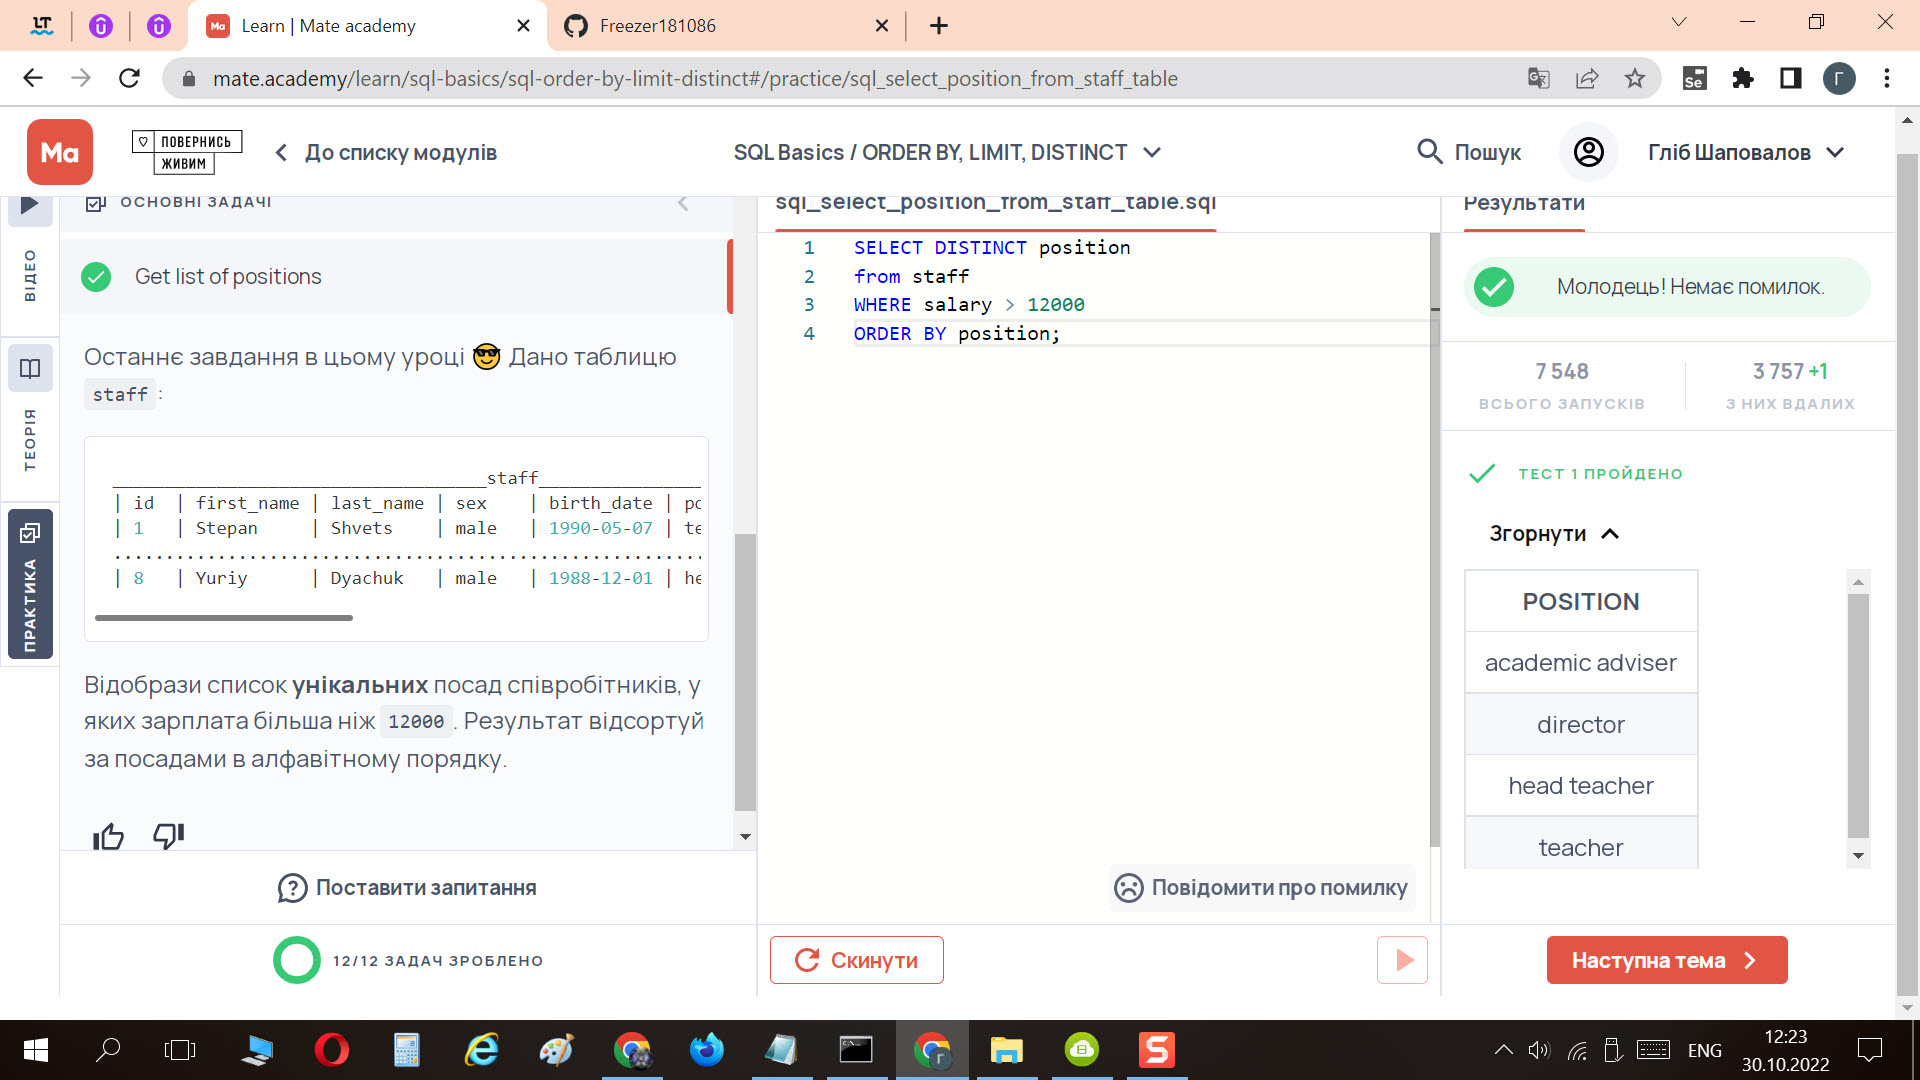 Learn | Mate academy
Freezer181086
mate.academy/learn/sql-basics/sql-order-by-limit-distinct#/practice/sql_select_position_from_staff_table
Se
Г
Ma
ПОВЕРНИСЬ
ЖИВИМ
До списку модулів
SQL Basics / ORDER BY, LIMIT, DISTINCT
Пошук
Гліб Шаповалов
ВІДЕО
ТЕОРІЯ
ПРАКТИКА
ОСНОВНІ ЗАДАЧІ
Get list of positions
Останнє завдання в цьому уроці 😎 Дано таблицю
staff :
____________________________________staff________________
| id | first_name | last_name | sex | birth_date | po
| 1 | Stepan | Shvets | male | 1990-05-07 | te
.........................................................
| 8 | Yuriy | Dyachuk | male | 1988-12-01 | he
Відобрази список унікальних посад співробітників, у
яких зарплата більша ніж 12000 . Результат відсортуй
за посадами в алфавітному порядку.
Поставити запитання
12/12 ЗАДАЧ ЗРОБЛЕНО
sql_select_position_from_staff_table.sql
1 SELECT DISTINCT position
2 from staff
3 WHERE salary > 12000
4 ORDER BY position;
Повідомити про помилку
Скинути
Результати
Молодець! Немає помилок.
7 548
ВСЬОГО ЗАПУСКІВ
3 757 +1
З НИХ ВДАЛИХ
ТЕСТ 1 ПРОЙДЕНО
Згорнути
POSITION
academic adviser
director
head teacher
teacher
Наступна тема
ENG
12:23
30.10.2022